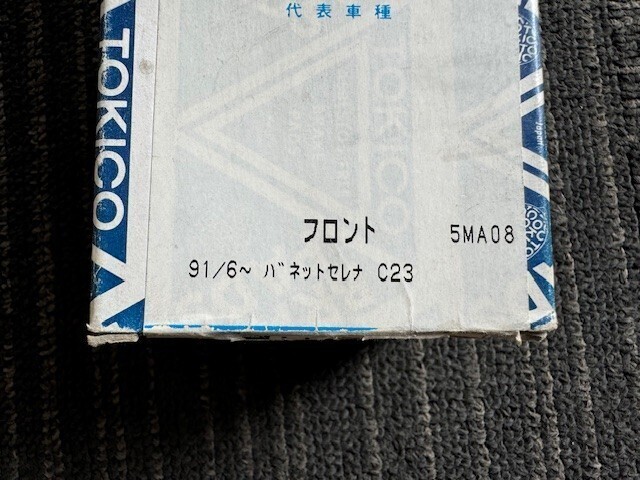 代表車種
TOKICO
フロント 5MA08
91/6~ バネットセレナ C23
Japan